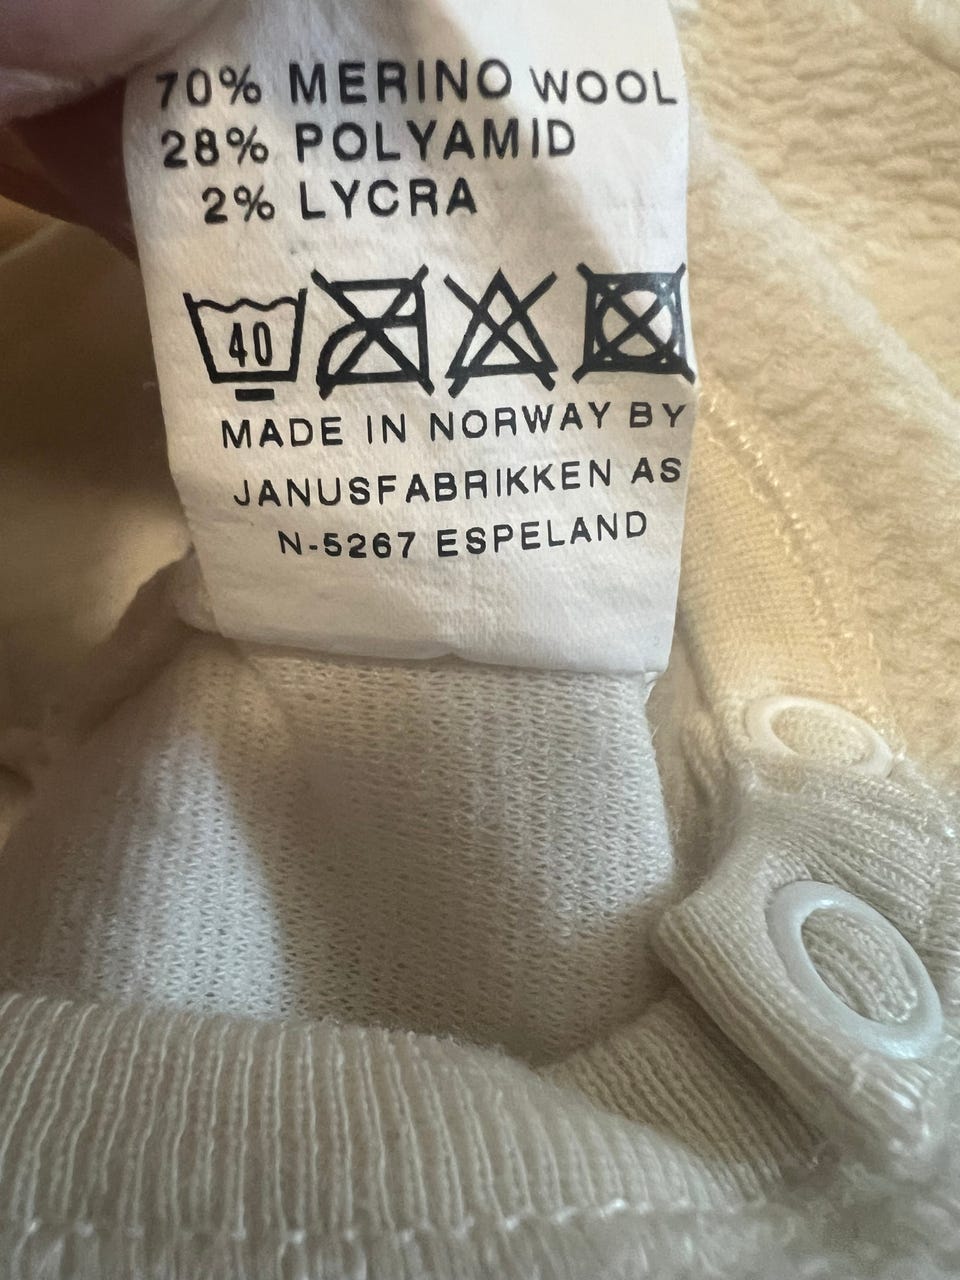 70% MERINO WOOL
28% POLYAMID
2% LYCRA
40
MADE IN NORWAY BY
JANUSFABRIKKEN AS
N-5267 ESPELAND